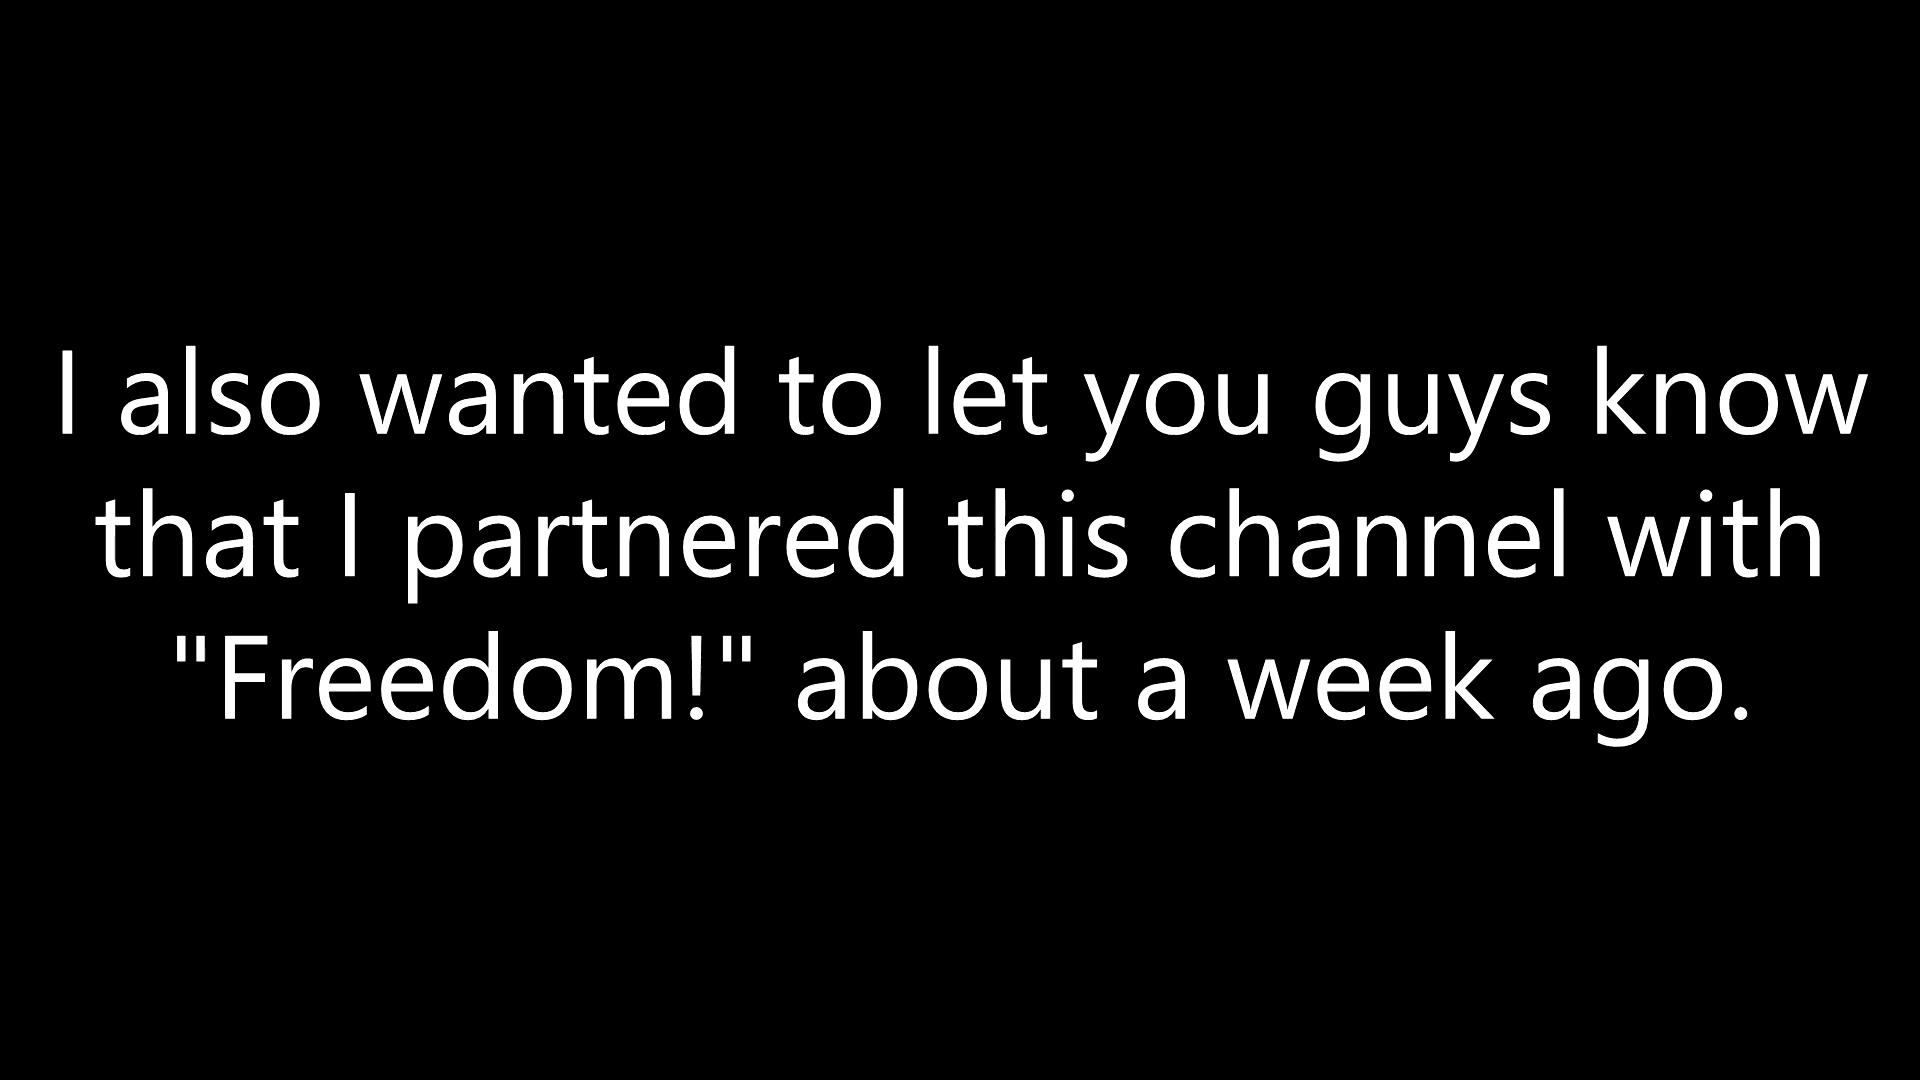 I also wanted to let you guys know
that I partnered this channel with
"Freedom!" about a week ago.